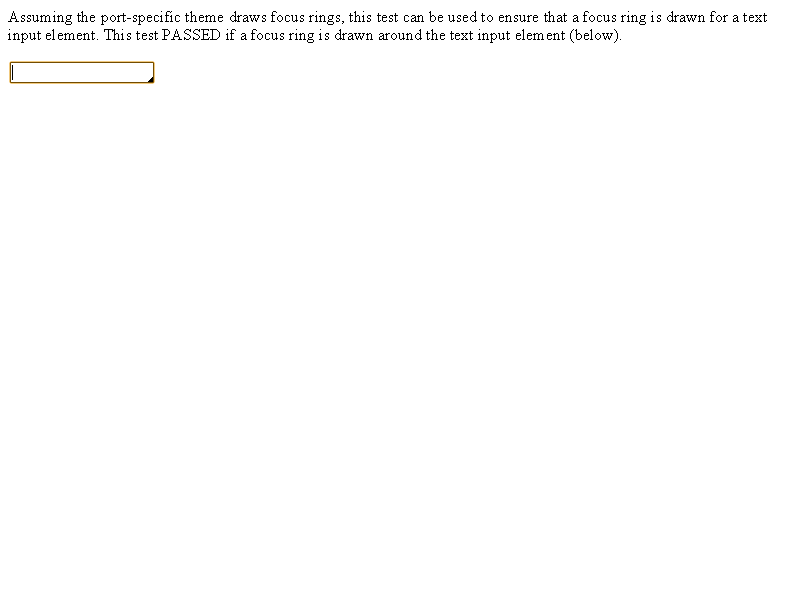 Assuming the port-specific theme draws focus rings, this test can be used to ensure that a focus ring is drawn for a text
input element. This test PASSED if a focus ring is drawn around the text input element (below).